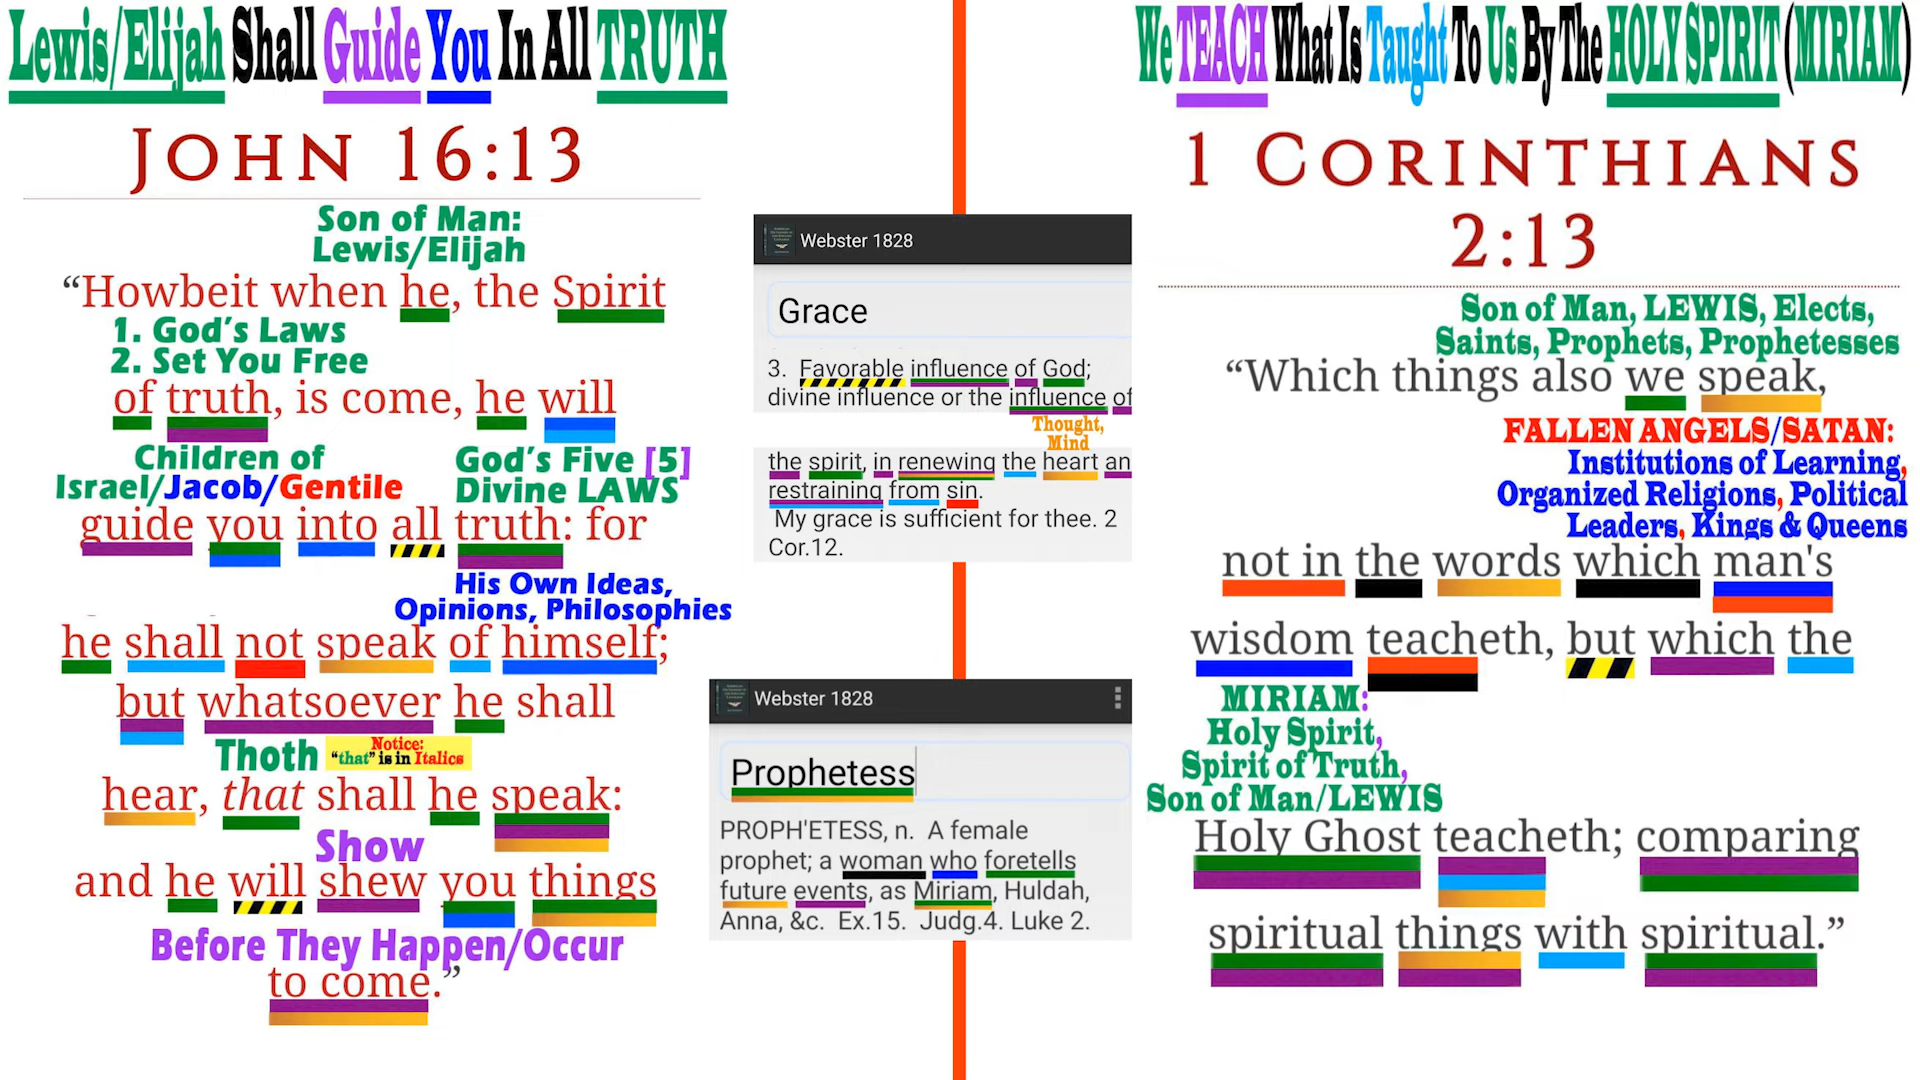 Lewis/Elijah Shall Guide You In All TRUTH
JOHN 16:13
Son of Man:
Lewis/Elijah
“Howbeit when he, the Spirit
1. God's Laws
2. Set You Free
of truth, is come, he will
Children of
Israel/Jacob/Gentile
God's Five [5]
Divine LAWS
guide you into all truth: for
His Own Ideas,
Opinions, Philosophies
he shall not speak of himself;
but whatsoever he shall
Thoth
Notice:
"that" is in Italics
hear, that shall he speak:
Show
and he will shew you things
Before They Happen/Occur
to come.”
Webster 1828
Grace
3. Favorable influence of God;
divine influence or the influence of
Thought,
Mind
the spirit, in renewing the heart an
restraining from sin.
My grace is sufficient for thee. 2
Cor.12.
Webster 1828
Prophetess
PROPH'ETESS, n. A female
prophet; a woman who foretells
future events, as Miriam, Huldah,
Anna, &c. Ex.15. Judg.4. Luke 2.
We TEACH What Is Taught To Us By The HOLY SPIRIT (MIRIAM)
1 CORINTHIANS
2:13
Son of Man, LEWIS, Elects,
Saints, Prophets, Prophetesses
“Which things also we speak,
FALLEN ANGELS/SATAN:
Institutions of Learning,
Organized Religions, Political
Leaders, Kings & Queens
not in the words which man's
wisdom teacheth, but which the
MIRIAM:
Holy Spirit,
Spirit of Truth,
Son of Man/LEWIS
Holy Ghost teacheth; comparing
spiritual things with spiritual.”